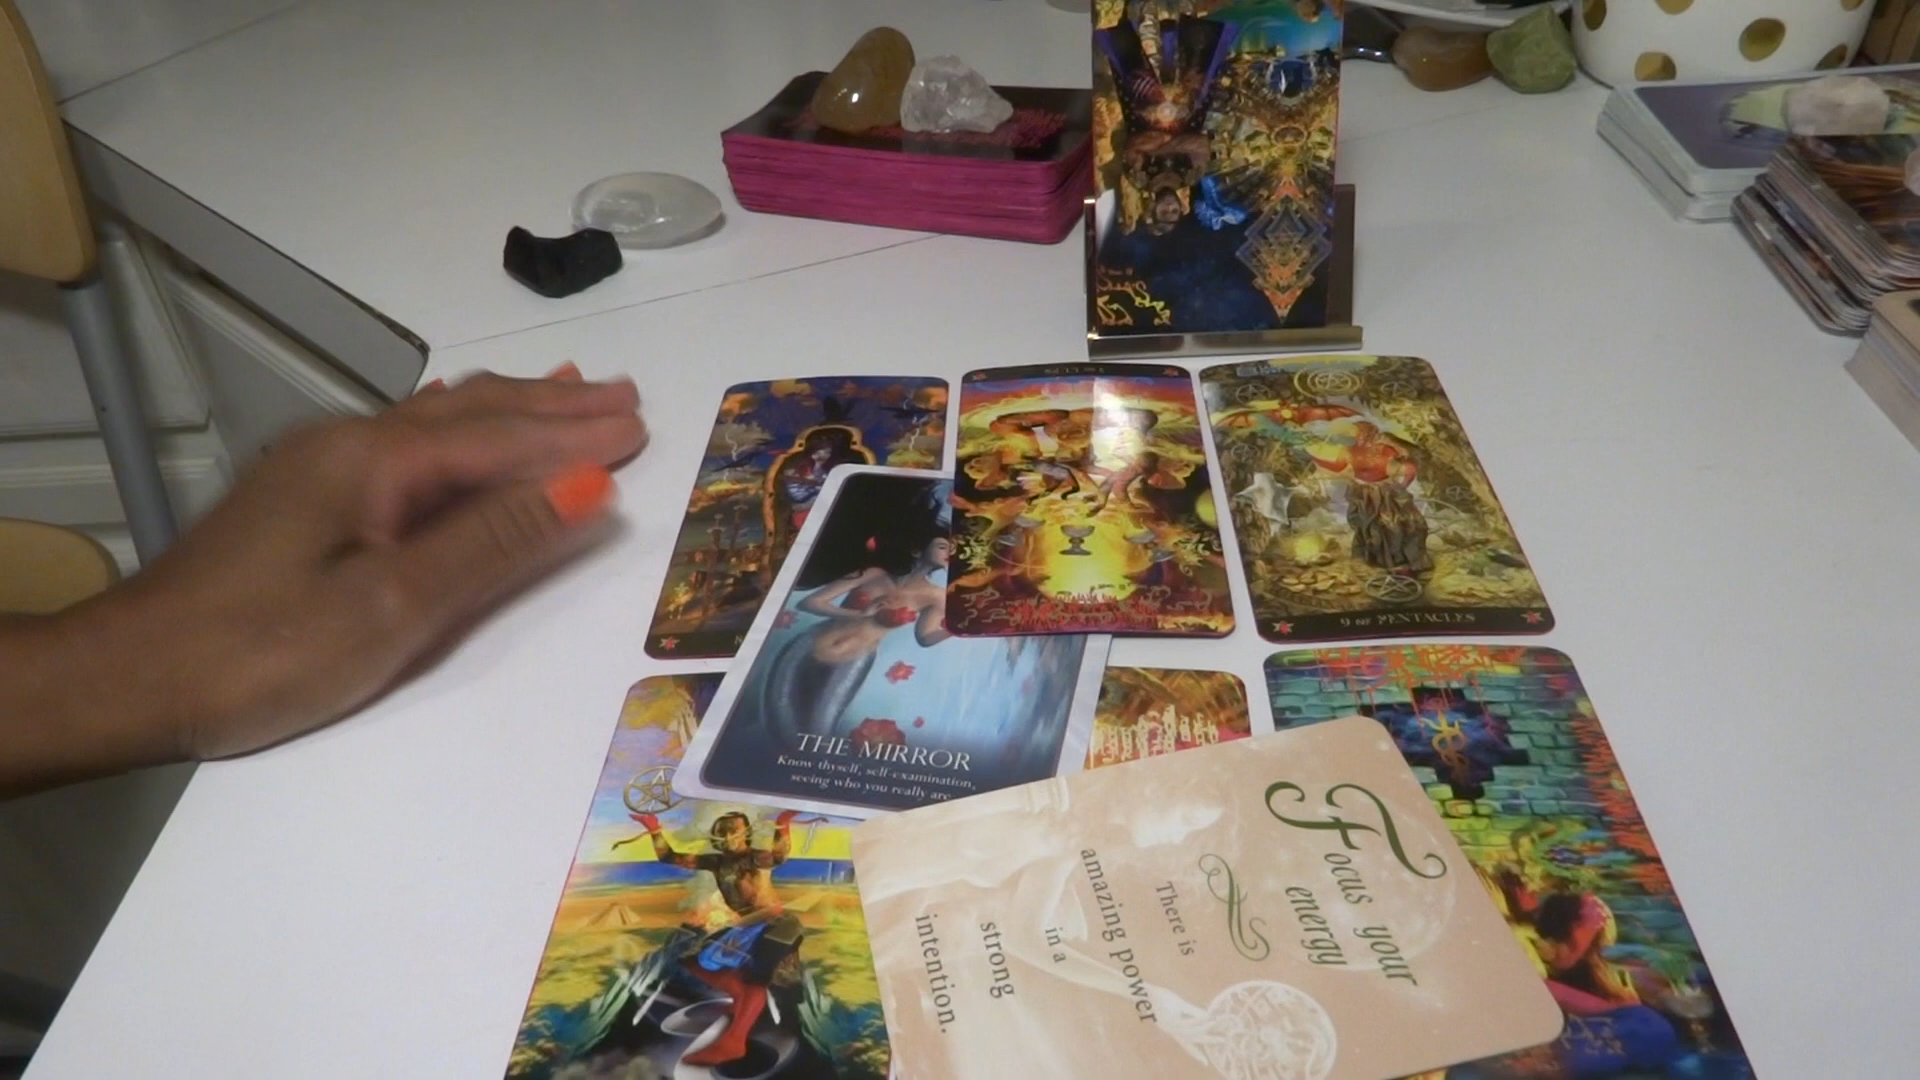 9 OF PENTACLES
THE MIRROR
Know thyself, self-examination,
seeing who you really are
Focus your
energy
There is
amazing power
in a
strong
intention.